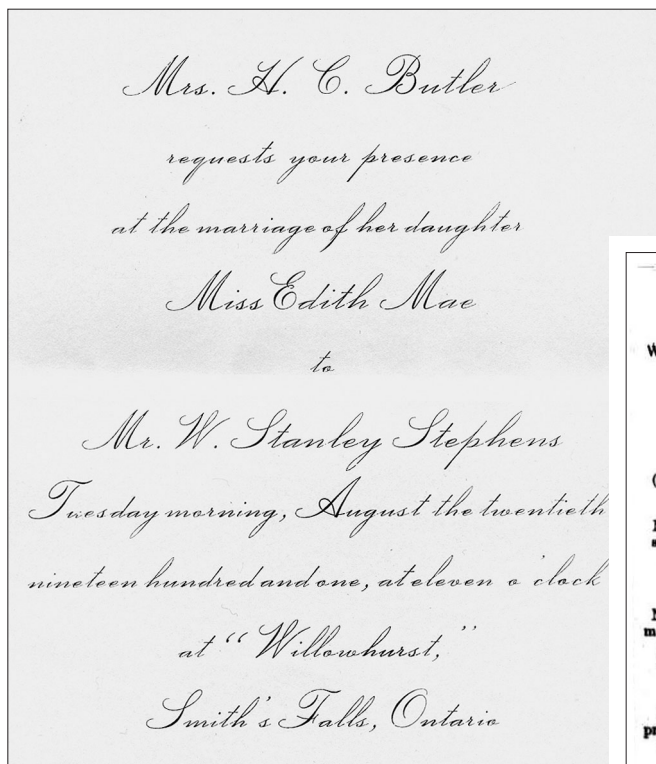 Mrs. H. C. Butler
requests your presence
at the marriage of her daughter
Miss Edith Mae
to
Mr. W. Stanley Stephens
Tuesday morning, August the twentieth
nineteen hundred and one, at eleven o'clock
at "Willowhurst,"
Smith's Falls, Ontario